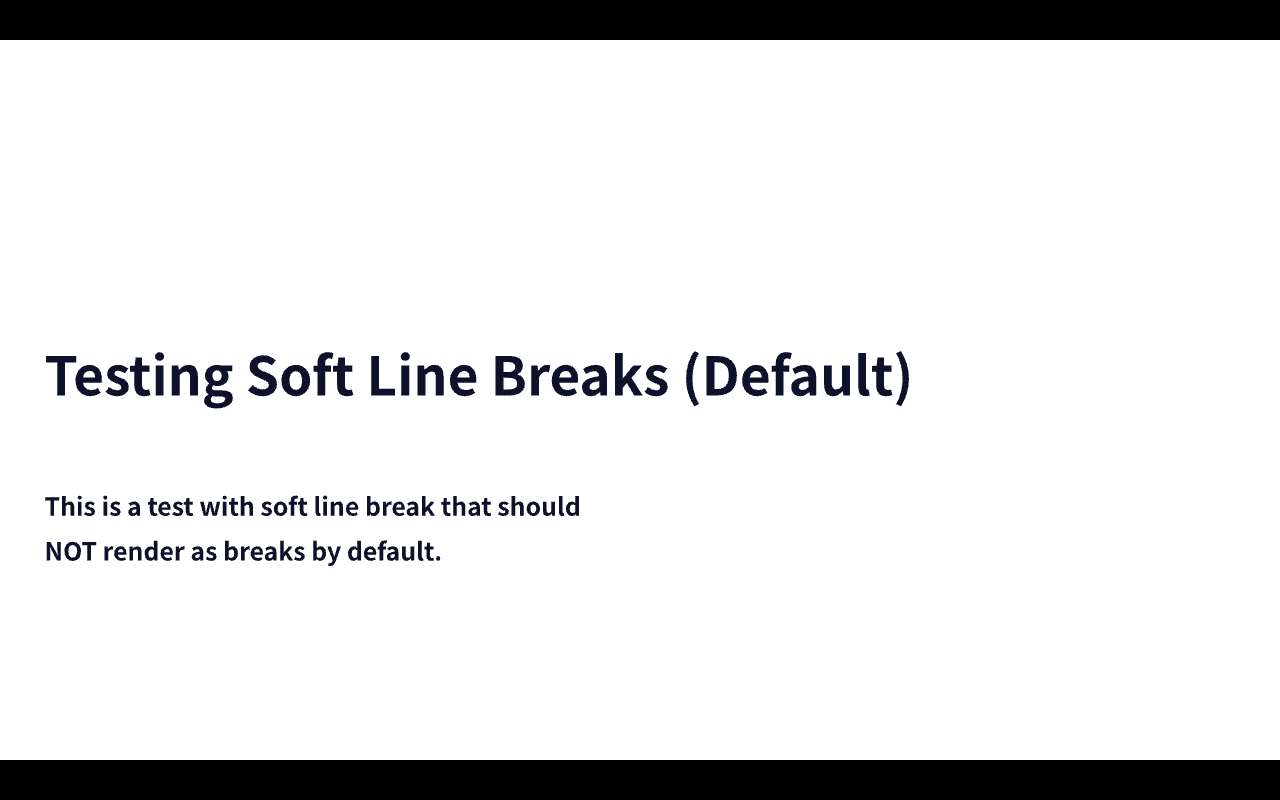 Testing Soft Line Breaks (Default)
This is a test with soft line break that should
NOT render as breaks by default.